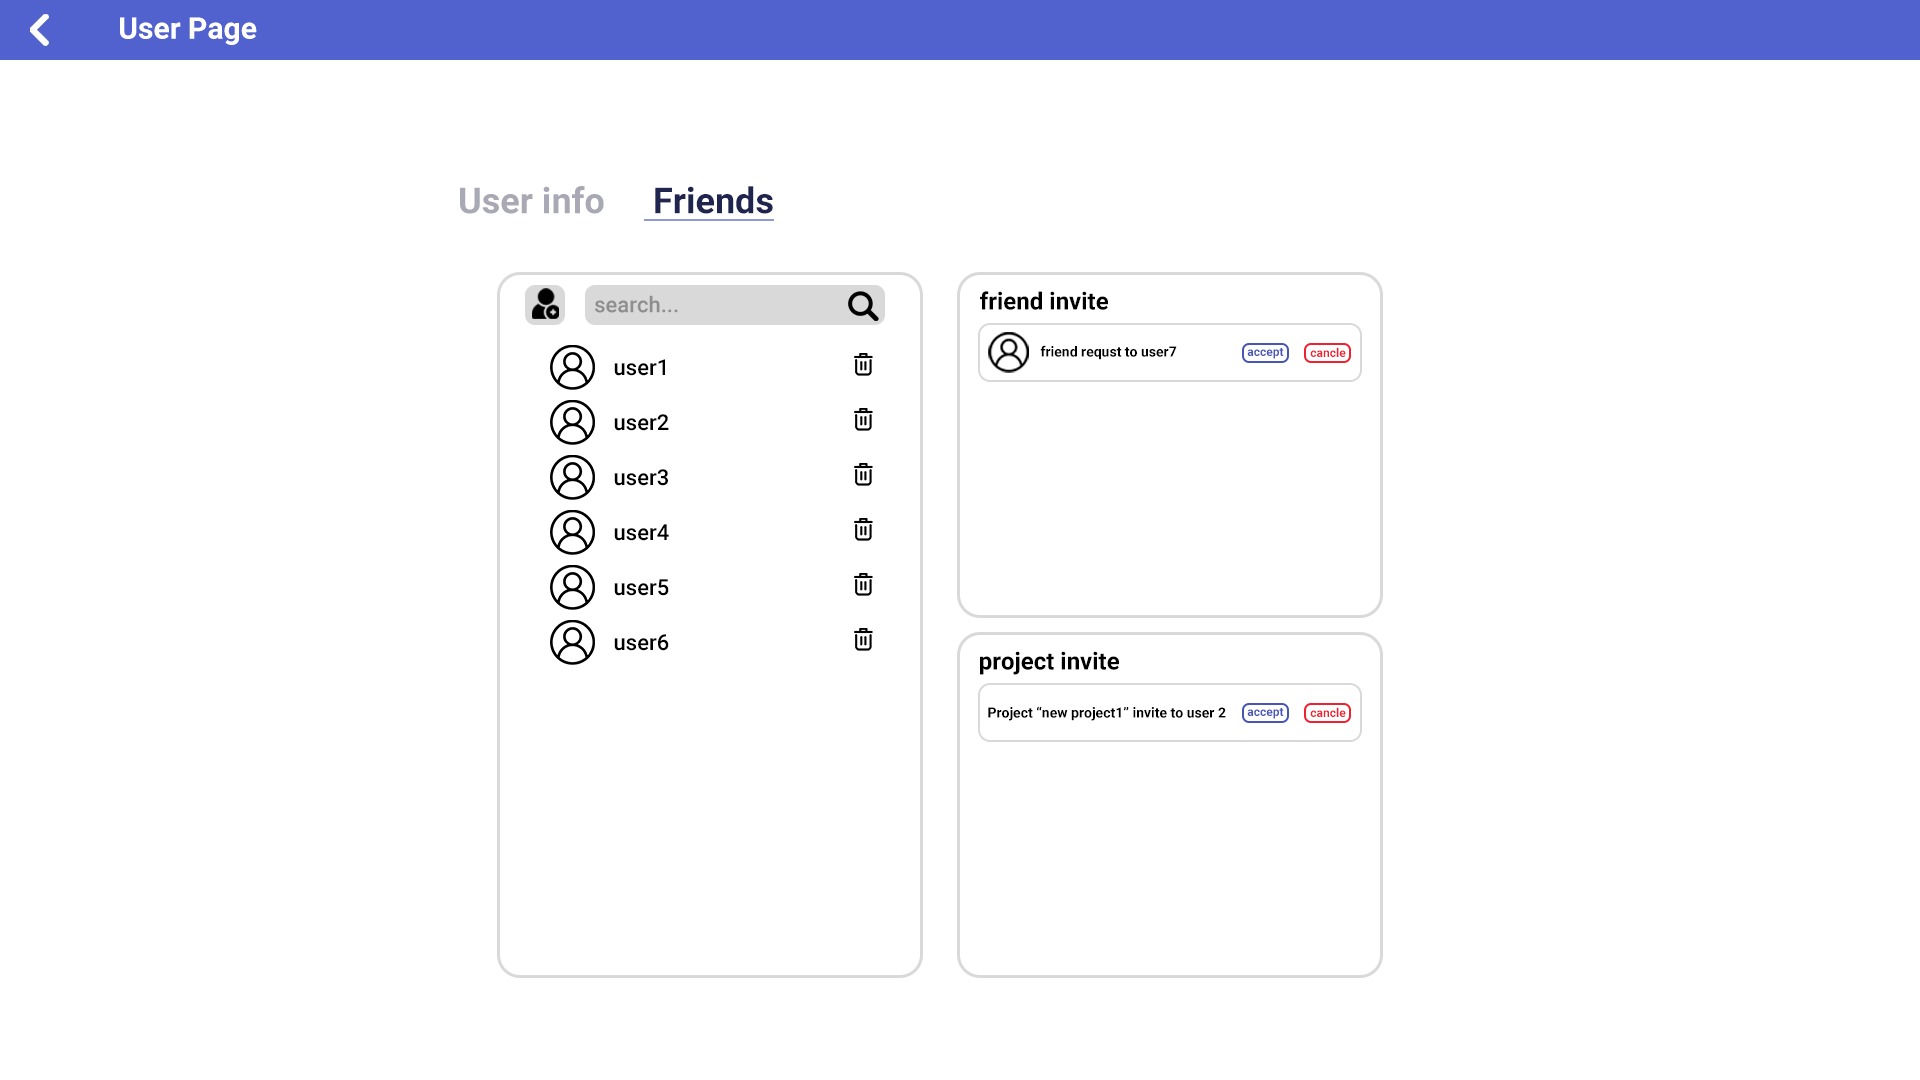 User Page
User info
Friends
search...
user1
user2
user3
user4
user5
user6
friend invite
friend requst to user7
accept
cancle
project invite
Project “new project1” invite to user 2
accept
cancle